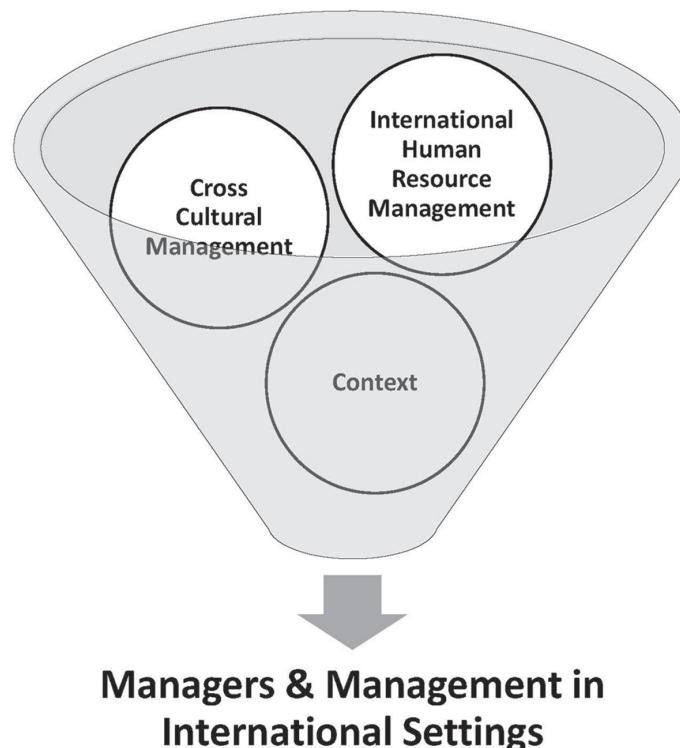 International
Human
Resource
Management
Cross
Cultural
Management
Context
Managers & Management in
International Settings